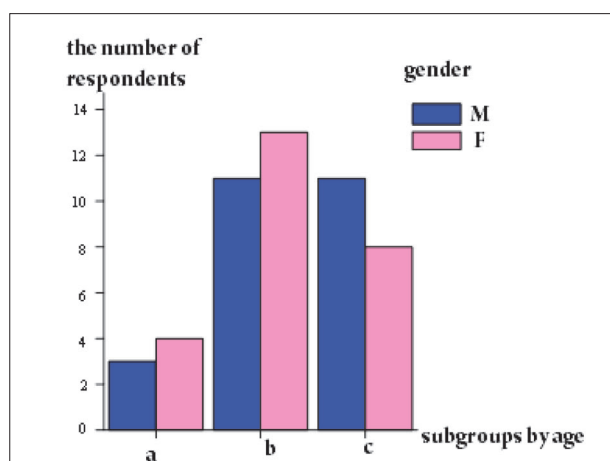 the number of
respondents
gender
M
F
14
12
10
8
6
4
2
0
a
b
c
subgroups by age